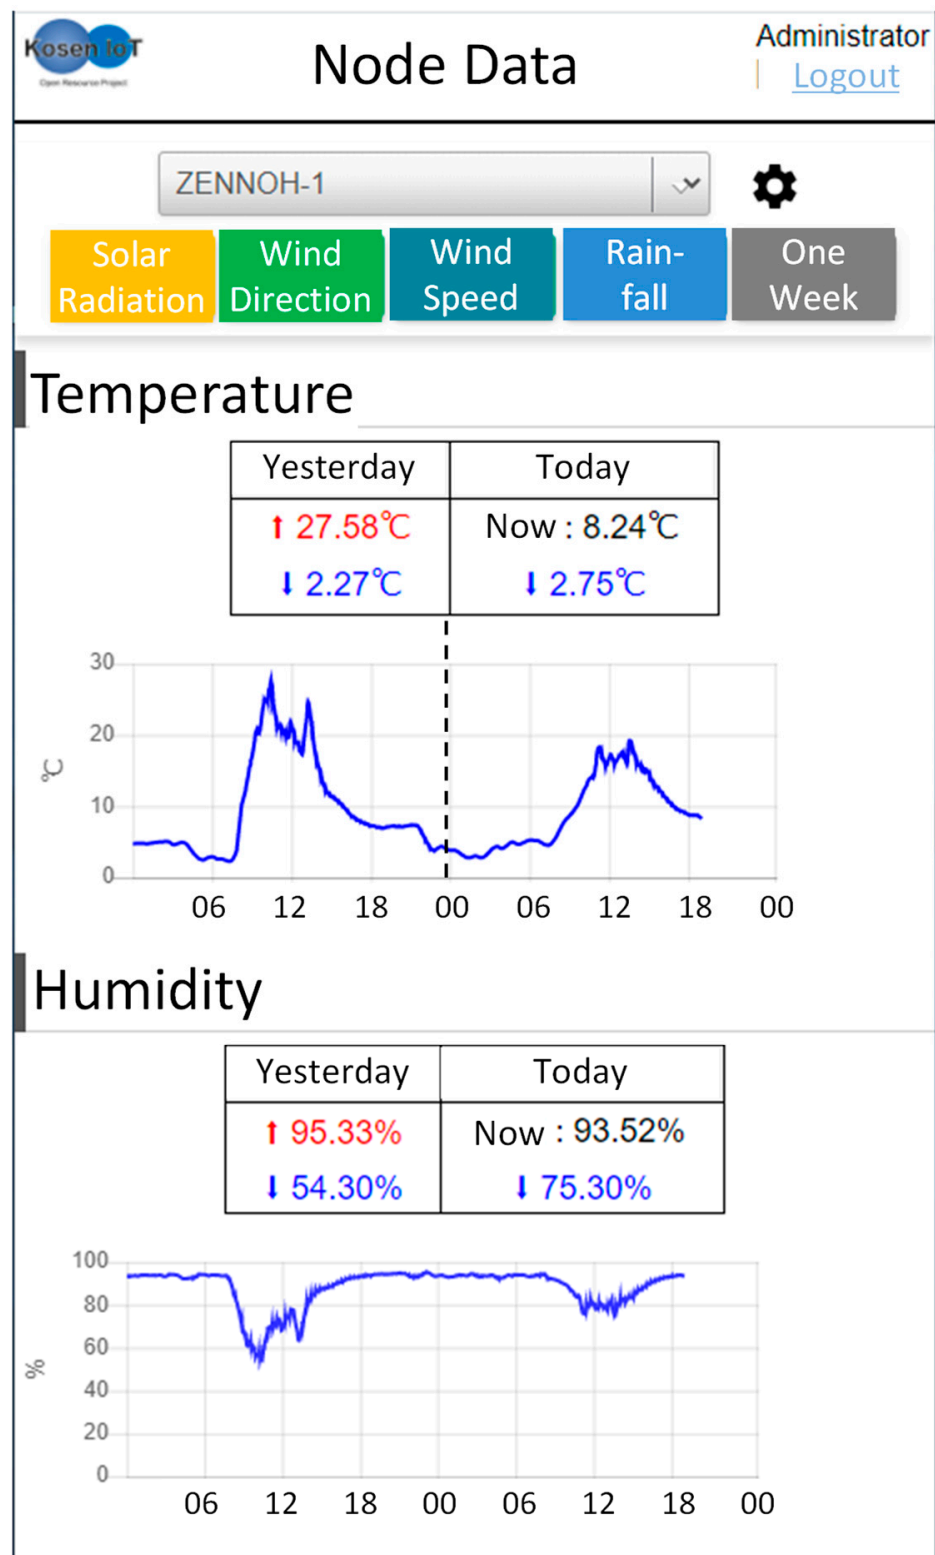 Kosen IoT
Open Resource Project
Node Data
Administrator
| Logout
ZENNOH-1
Solar
Radiation
Wind
Direction
Wind
Speed
Rain-
fall
One
Week
Temperature
Yesterday Today
⬆ 27.58℃ Now : 8.24℃
⬇ 2.27℃ ⬇ 2.75℃
30
20
10
0
℃
06 12 18 00 06 12 18 00
Humidity
Yesterday Today
⬆ 95.33% Now : 93.52%
⬇ 54.30% ⬇ 75.30%
100
80
60
40
20
0
%
06 12 18 00 06 12 18 00